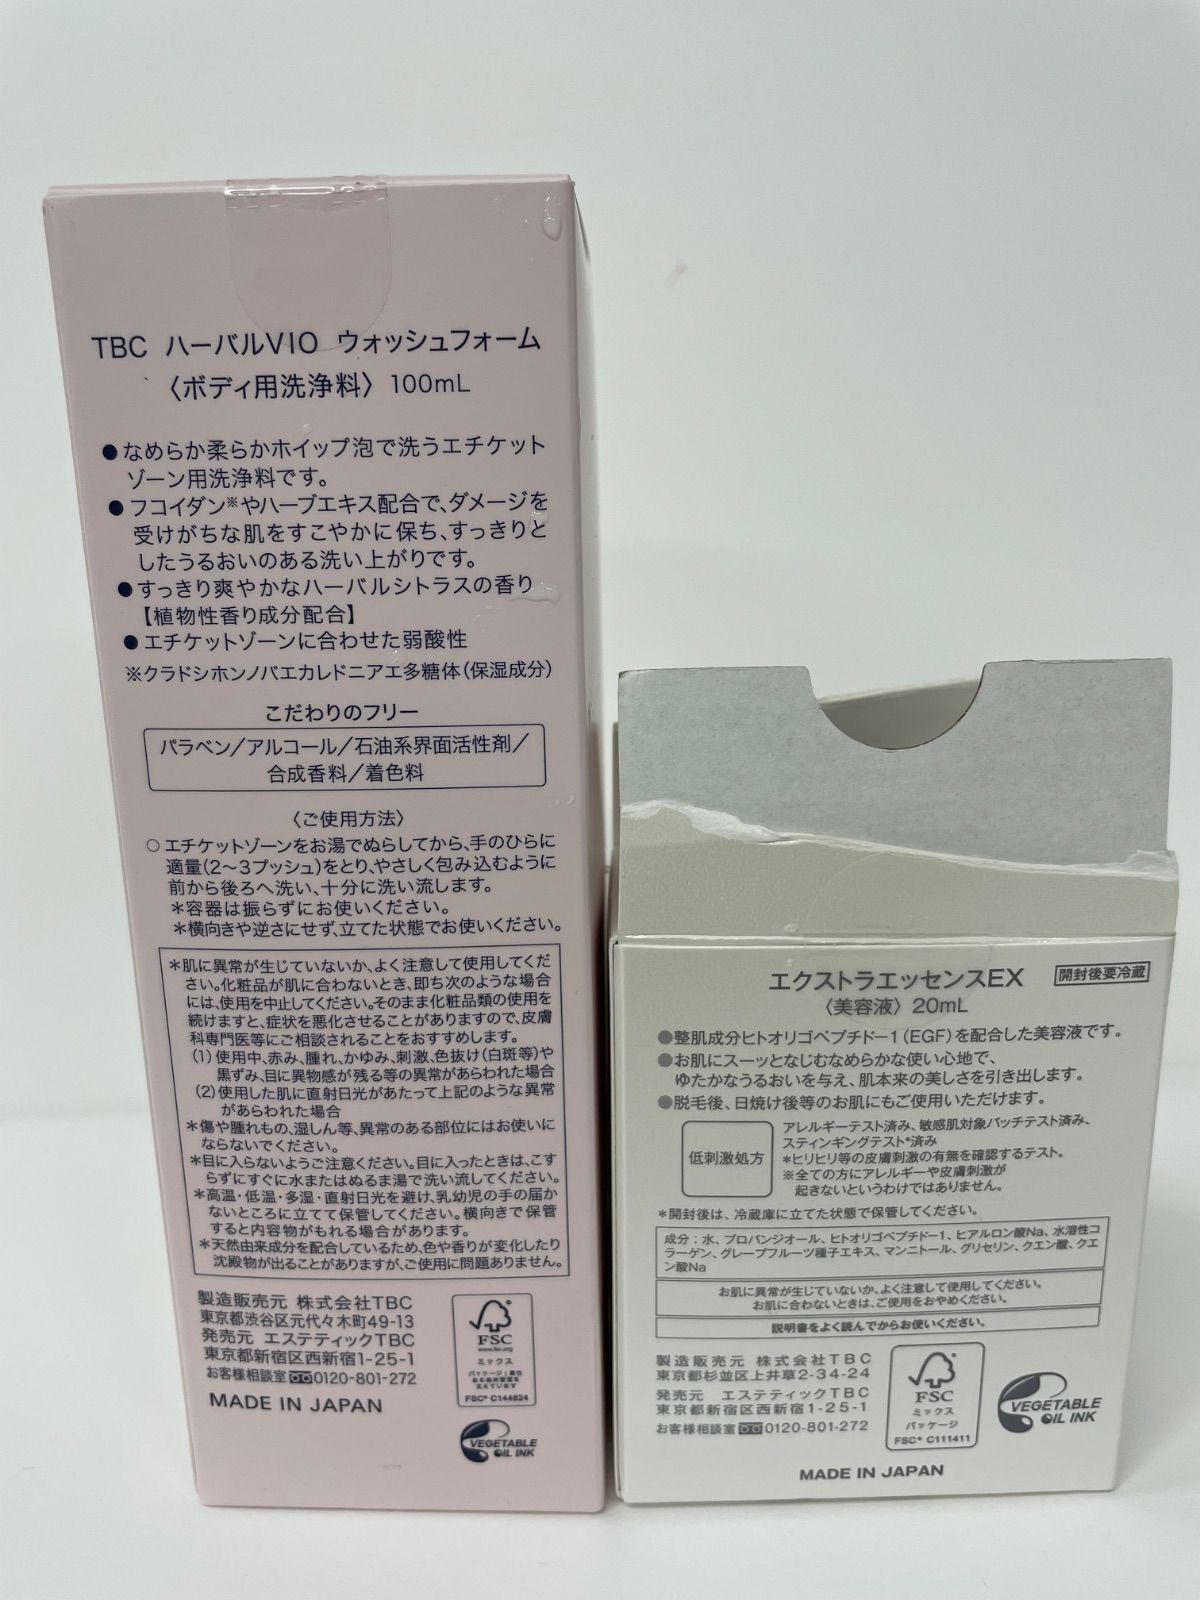 TBC ハーバルVIO ウォッシュフォーム
〈ボディ用洗浄料〉100mL
●なめらか柔らかホイップ泡で洗うエチケット
ゾーン用洗浄料です。
●フコイダン※やハーブエキス配合で、ダメージを
受けがちな肌をすこやかに保ち、すっきりと
したうるおいのある洗い上がりです。
●すっきり爽やかなハーバルシトラスの香り
【植物性香り成分配合】
●エチケットゾーンに合わせた弱酸性
※クラドシホンノバエカレドニアエ多糖体(保湿成分)
こだわりのフリー
パラベン/アルコール/石油系界面活性剤/
合成香料/着色料
〈ご使用方法〉
○エチケットゾーンをお湯でぬらしてから、手のひらに
適量(2〜3プッシュ)をとり、やさしく包み込むように
前から後ろへ洗い、十分に洗い流します。
*容器は振らずにお使いください。
*横向きや逆さにせず、立てた状態でお使いください。
*肌に異常が生じていないか、よく注意して使用してくだ
さい。化粧品が肌に合わないとき、即ち次のような場合
には、使用を中止してください。そのまま化粧品類の使用を
続けますと、症状を悪化させることがありますので、皮膚
科専門医等にご相談されることをおすすめします。
(1)使用中、赤み、腫れ、かゆみ、刺激、色抜け(白斑等)や
黒ずみ、目に異物感が残る等の異常があらわれた場合
(2)使用した肌に直射日光があたって上記のような異常
があらわれた場合
*傷や腫れもの、湿しん等、異常のある部位にはお使いに
ならないでください。
*目に入らないようご注意ください。目に入ったときは、こす
らずにすぐに水またはぬるま湯で洗い流してください。
*高温・低温・多湿・直射日光を避け、乳幼児の手の届か
ないところに立てて保管してください。横向きで保管
すると内容物がもれる場合があります。
*天然由来成分を配合しているため、色や香りが変化したり
沈殿物が出ることがありますが、ご使用に問題ありません。
製造販売元 株式会社TBC
東京都渋谷区元代々木町49-13
発売元 エステティックTBC
東京都新宿区西新宿1-25-1
お客様相談室 0120-801-272
MADE IN JAPAN
FSC
www.fsc.org
ミックス
パッケージ|責任
ある森林管理を
支えています
FSC® C144824
VEGETABLE
OIL INK
エクストラエッセンスEX 開封後要冷蔵
〈美容液〉20mL
●整肌成分ヒトオリゴペプチド-1(EGF)を配合した美容液です。
●お肌にスーッとなじむなめらかな使い心地で、
ゆたかなうるおいを与え、肌本来の美しさを引き出します。
●脱毛後、日焼け後等のお肌にもご使用いただけます。
低刺激処方
アレルギーテスト済み、敏感肌対象パッチテスト済み、
スティンギングテスト*済み
*ヒリヒリ等の皮膚刺激の有無を確認するテスト。
※全ての方にアレルギーや皮膚刺激が
起きないというわけではありません。
*開封後は、冷蔵庫に立てた状態で保管してください。
成分:水、プロパンジオール、ヒトオリゴペプチド-1、ヒアルロン酸Na、水溶性コ
ラーゲン、グレープフルーツ種子エキス、マンニトール、グリセリン、クエン酸、クエ
ン酸Na
お肌に異常が生じていないか、よく注意して使用してください。
お肌に合わないときは、ご使用をおやめください。
説明書をよく読んでからお使いください。
製造販売元 株式会社TBC
東京都杉並区上井草2-34-24
発売元 エステティックTBC
東京都新宿区西新宿1-25-1
お客様相談室 0120-801-272
FSC
ミックス
パッケージ
FSC® C111411
VEGETABLE
OIL INK
MADE IN JAPAN